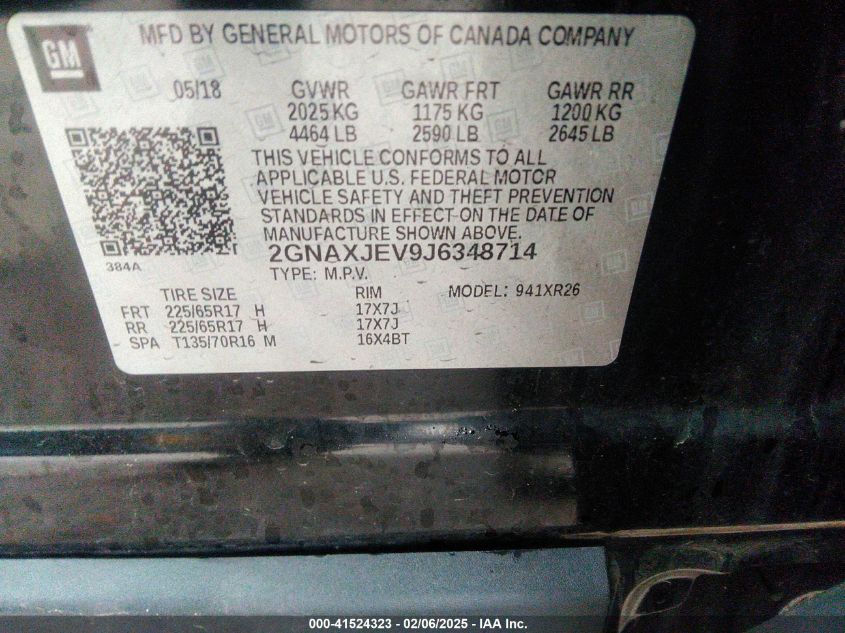 GM
MFD BY GENERAL MOTORS OF CANADA COMPANY
05/18 GVWR GAWR FRT GAWR RR
2025 KG 1175 KG 1200 KG
4464 LB 2590 LB 2645 LB
THIS VEHICLE CONFORMS TO ALL
APPLICABLE U.S. FEDERAL MOTOR
VEHICLE SAFETY AND THEFT PREVENTION
STANDARDS IN EFFECT ON THE DATE OF
MANUFACTURE SHOWN ABOVE.
384A
2GNAXJEV9J6348714
TYPE: M.P.V.
TIRE SIZE RIM MODEL: 941XR26
FRT 225/65R17 H 17X7J
RR 225/65R17 H 17X7J
SPA T135/70R16 M 16X4BT
000-41524323 — 02/06/2025 — IAA Inc.